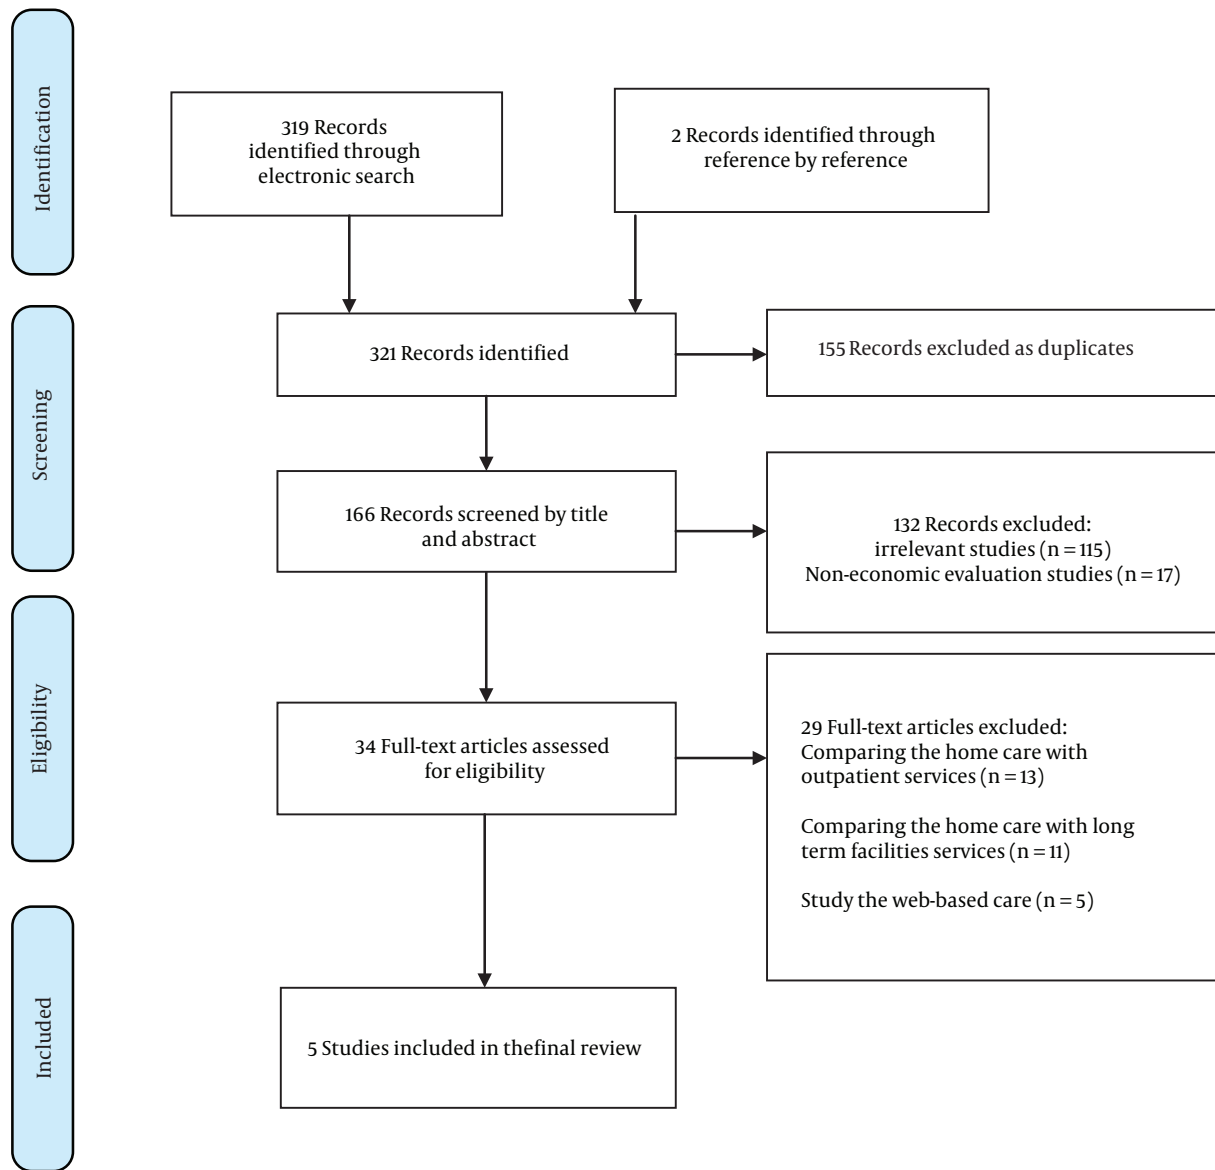 Identification
319 Records
identified through
electronic search
2 Records identified through
reference by reference
Screening
321 Records identified
155 Records excluded as duplicates
166 Records screened by title
and abstract
132 Records excluded:
irrelevant studies (n = 115)
Non-economic evaluation studies (n = 17)
Eligibility
34 Full-text articles assessed
for eligibility
29 Full-text articles excluded:
Comparing the home care with
outpatient services (n = 13)
Comparing the home care with long
term facilities services (n = 11)
Study the web-based care (n = 5)
Included
5 Studies included in thefinal review